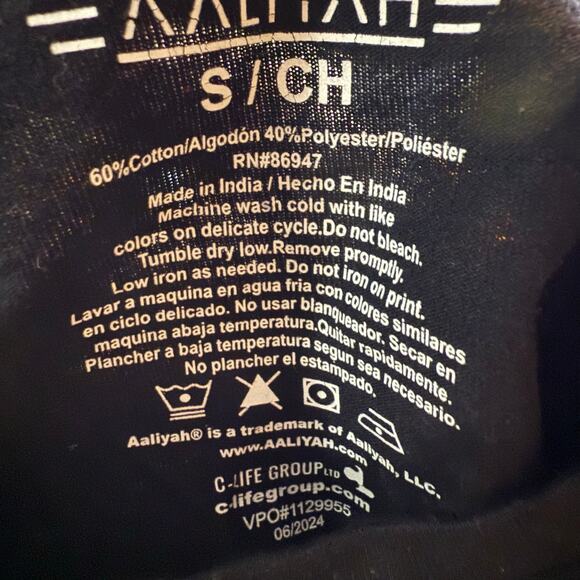 AALIYAH
S / CH
60%Cotton/Algodón 40%Polyester/Poliéster
RN#86947
Made in India / Hecho En India
Machine wash cold with like
colors on delicate cycle.Do not bleach.
Tumble dry low.Remove promptly.
Low iron as needed. Do not iron on print.
Lavar a maquina en agua fria con colores similares
en ciclo delicado. No usar blanqueador. Secar en
maquina abaja temperatura.Quitar rapidamente.
Plancher a baja temperatura segun sea necesario.
No plancher el estampado.
Aaliyah® is a trademark of Aaliyah, LLC.
www.AALIYAH.com
C-LIFE GROUP LTD
c-lifegroup.com
VPO#1129955
06/2024